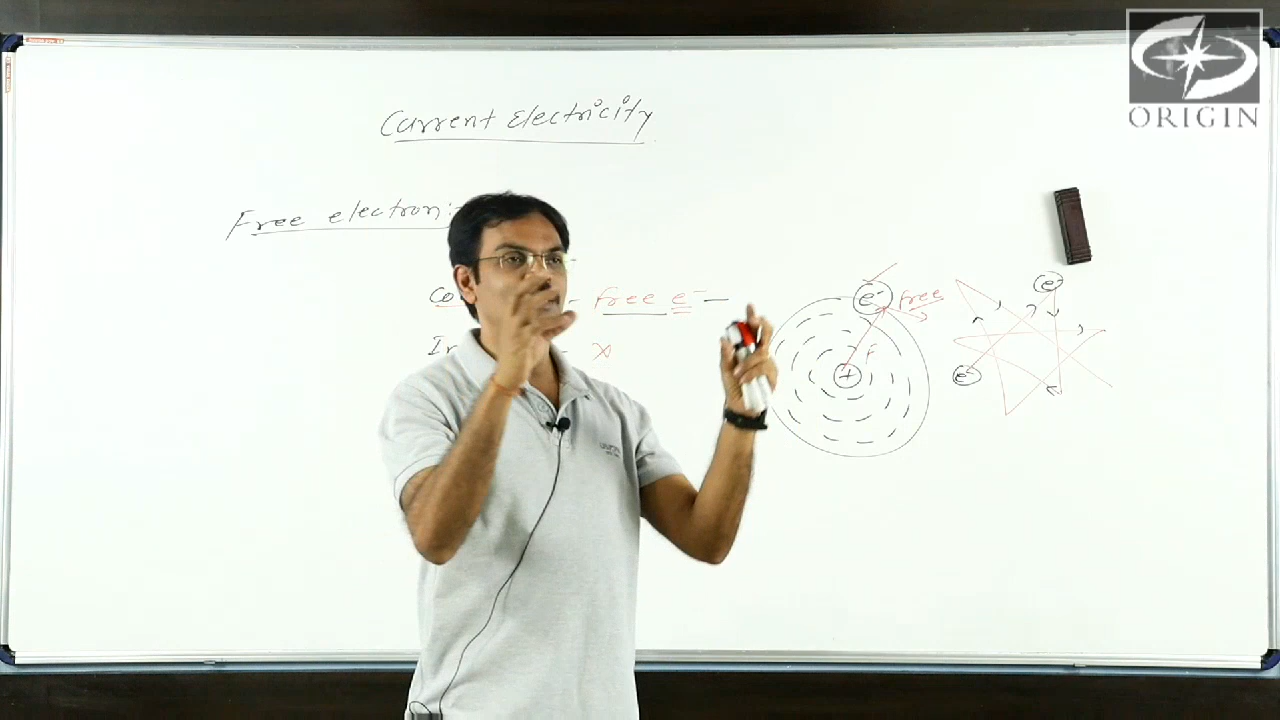 ORIGIN
Current Electricity
Free electron :-
- free e⁻ -
- x
e⁻ free
F
+
e⁻
e⁻